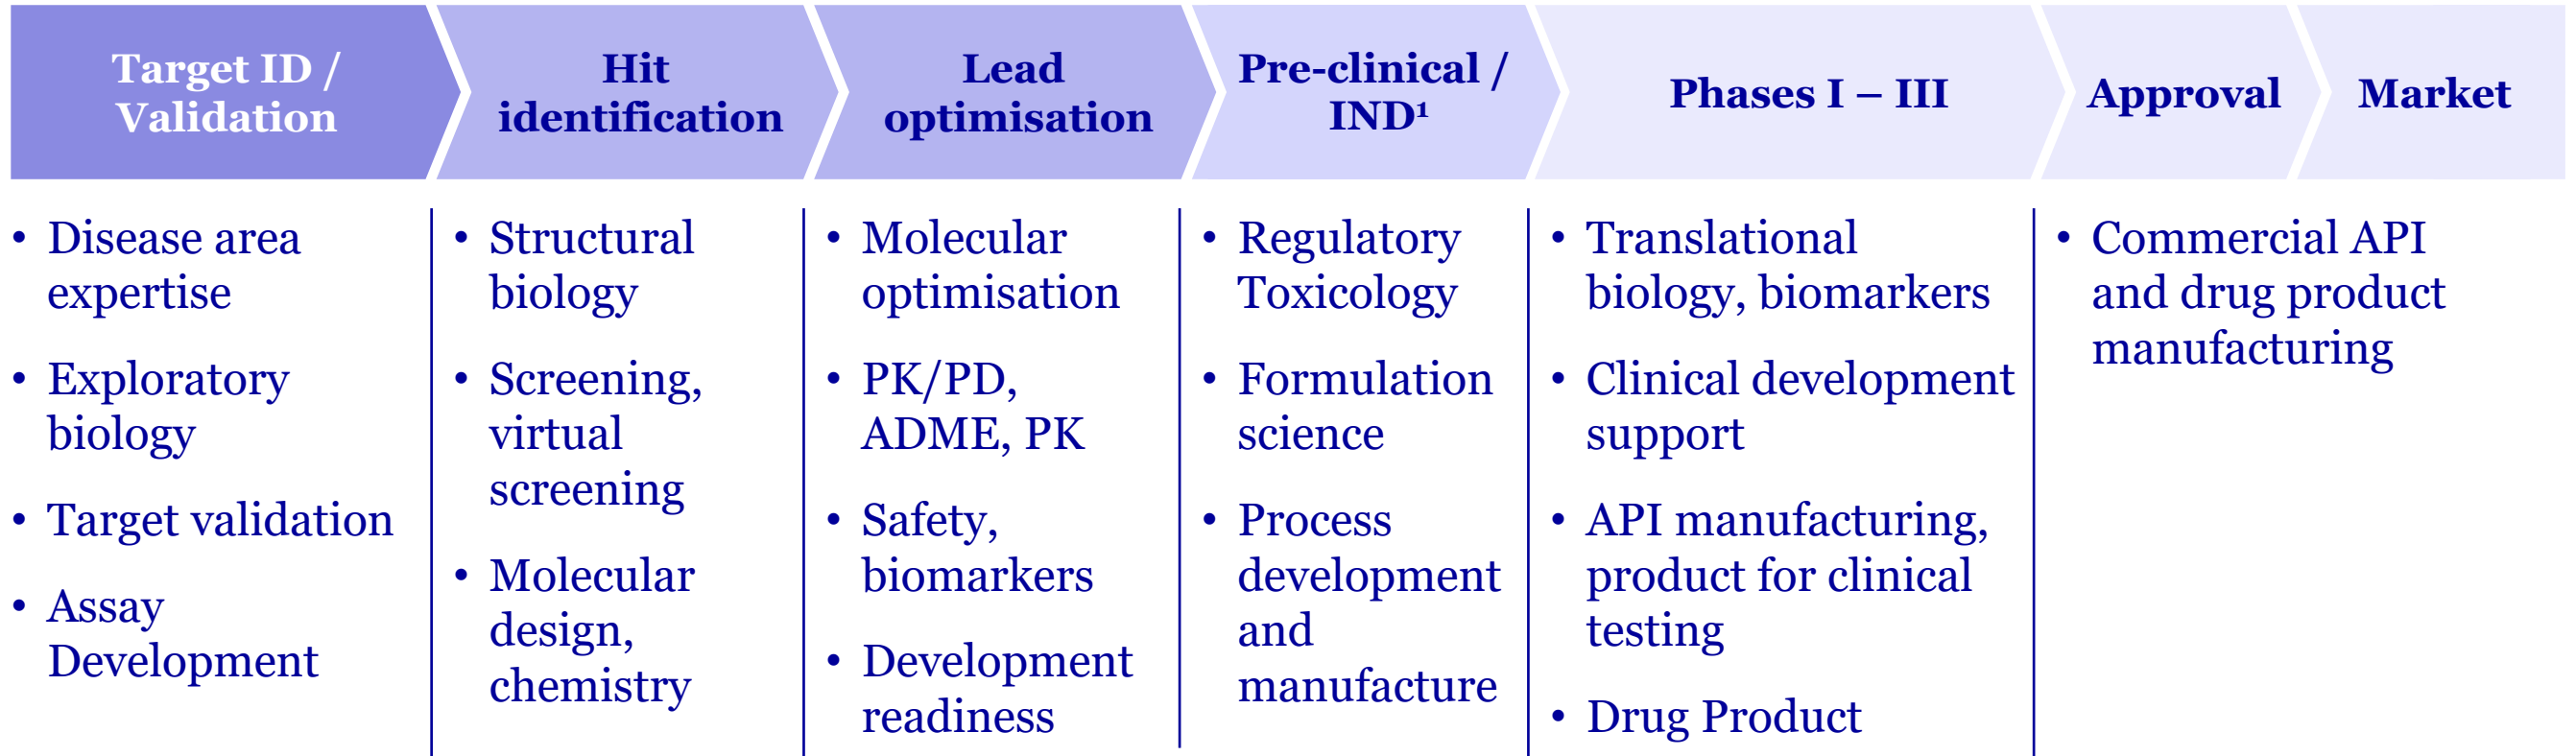 Target ID /
Validation
Hit
identification
Lead
optimisation
Pre-clinical /
IND¹
Phases I – III
Approval
Market
• Disease area
expertise
• Exploratory
biology
• Target validation
• Assay
Development
• Structural
biology
• Screening,
virtual
screening
• Molecular
design,
chemistry
• Molecular
optimisation
• PK/PD,
ADME, PK
• Safety,
biomarkers
• Development
readiness
• Regulatory
Toxicology
• Formulation
science
• Process
development
and
manufacture
• Translational
biology, biomarkers
• Clinical development
support
• API manufacturing,
product for clinical
testing
• Drug Product
• Commercial API
and drug product
manufacturing